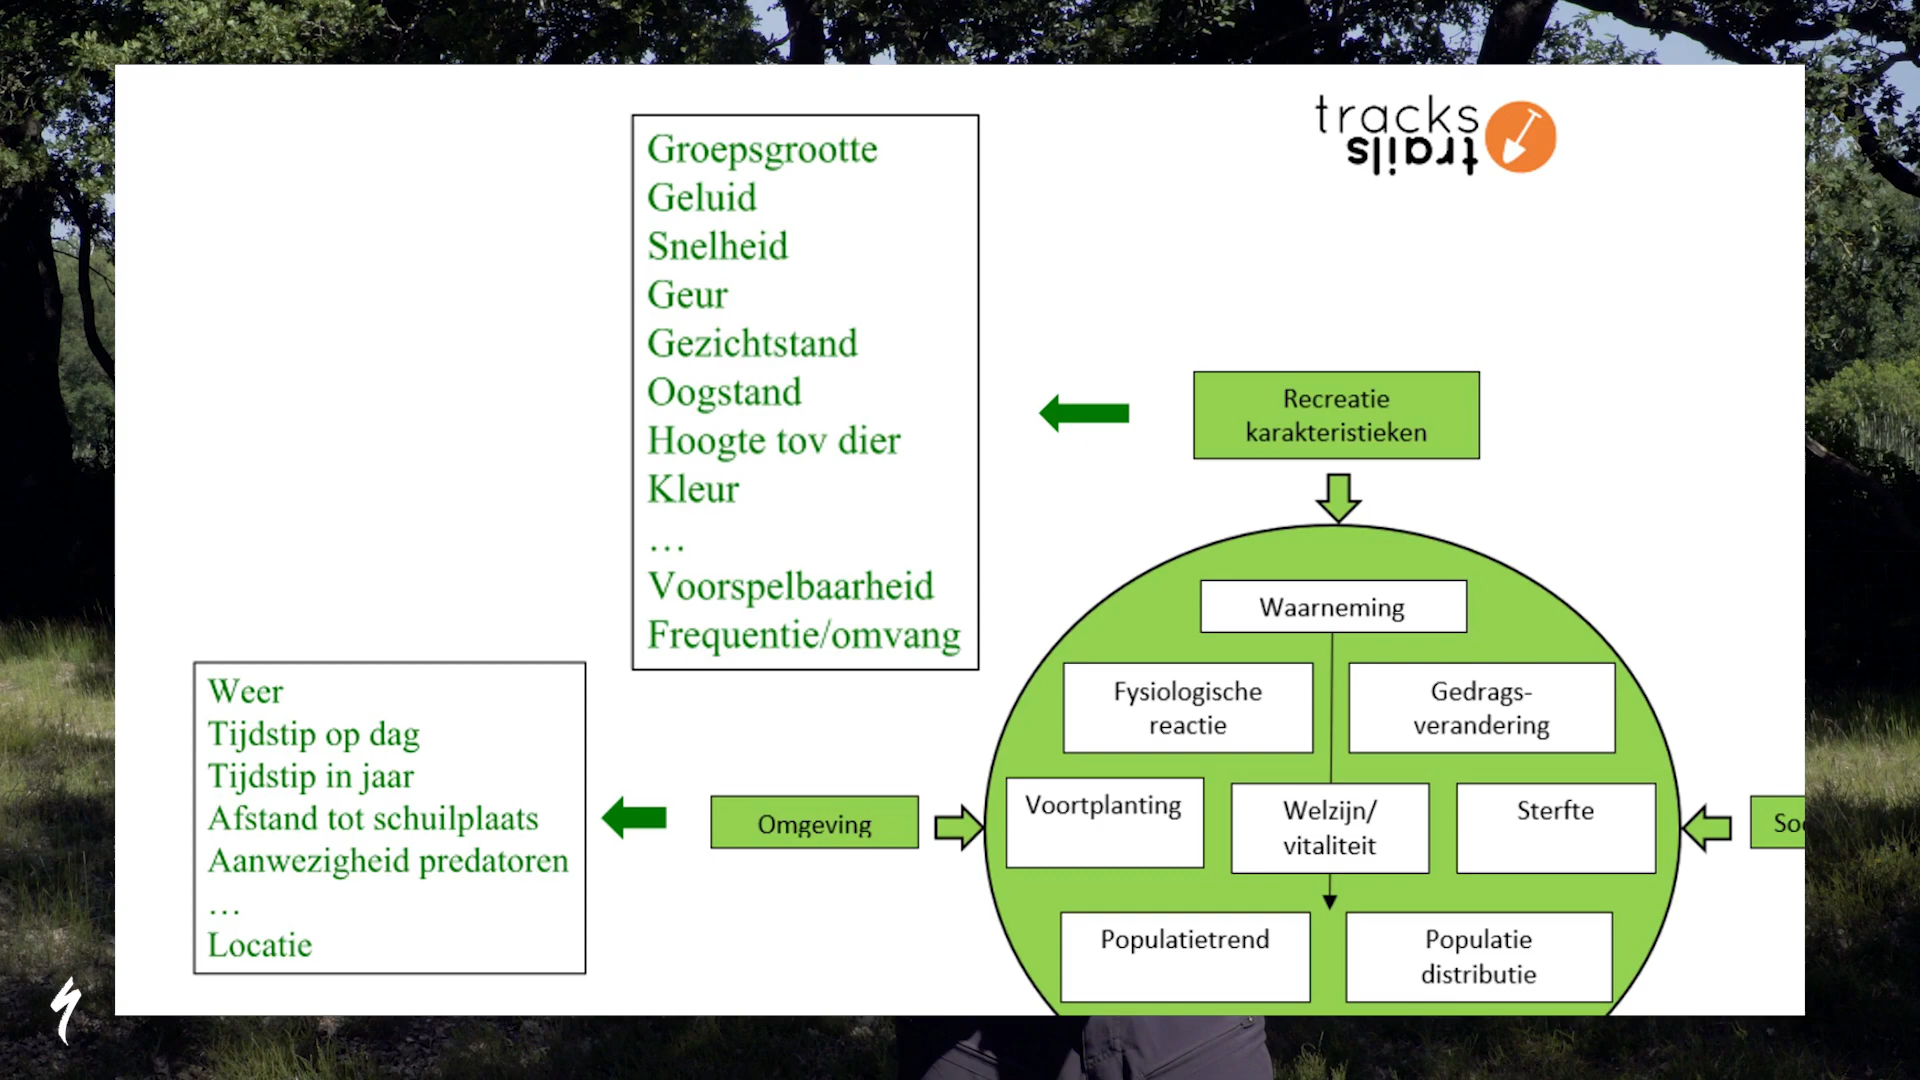 tracks
trails
Groepsgrootte
Geluid
Snelheid
Geur
Gezichtstand
Oogstand
Hoogte tov dier
Kleur
…
Voorspelbaarheid
Frequentie/omvang
Recreatie
karakteristieken
Waarneming
Fysiologische
reactie
Gedrags-
verandering
Weer
Tijdstip op dag
Tijdstip in jaar
Afstand tot schuilplaats
Aanwezigheid predatoren
…
Locatie
Omgeving
Voortplanting
Welzijn/
vitaliteit
Sterfte
Populatietrend
Populatie
distributie